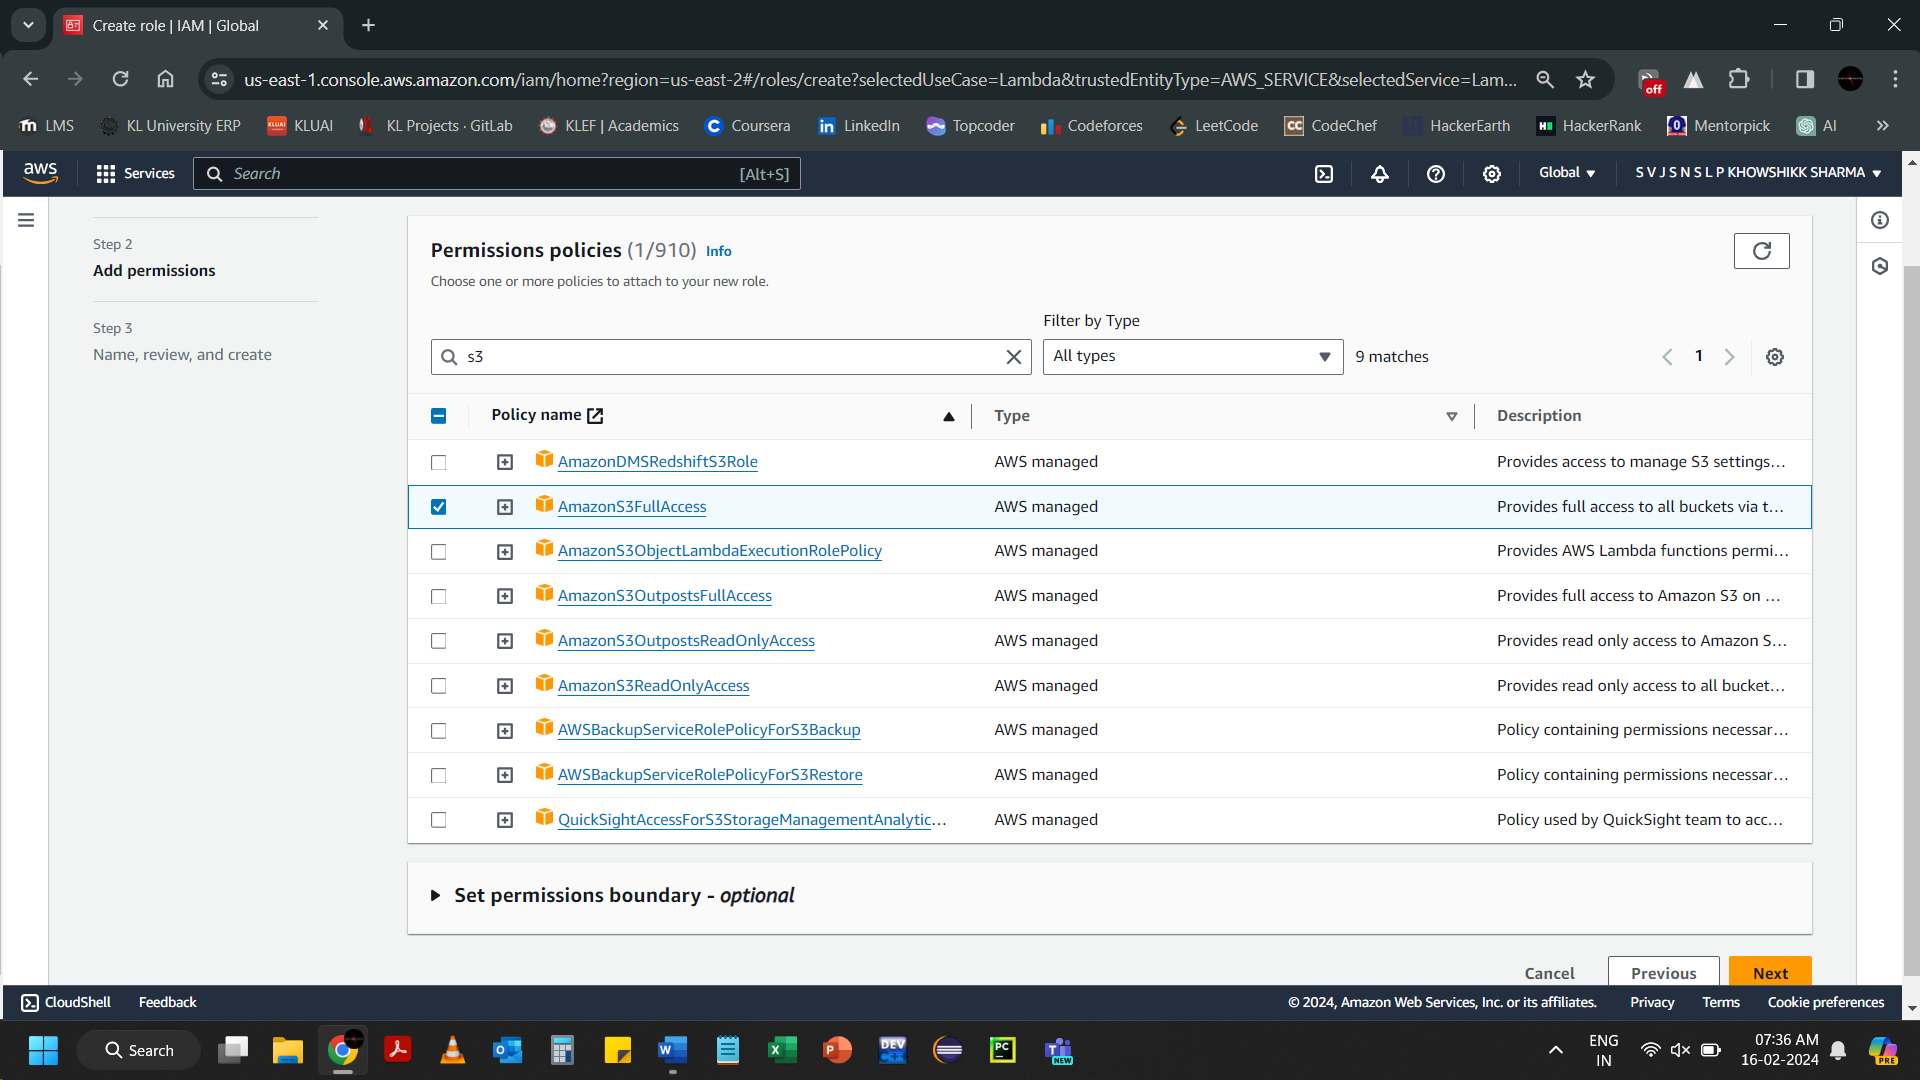 Create role | IAM | Global
us-east-1.console.aws.amazon.com/iam/home?region=us-east-2#/roles/create?selectedUseCase=Lambda&trustedEntityType=AWS_SERVICE&selectedService=Lam...
off
LMS KL University ERP KLUAI KLUAI KL Projects · GitLab KLEF | Academics Coursera LinkedIn Topcoder Codeforces LeetCode CodeChef HackerEarth HackerRank Mentorpick AI
aws Services Search [Alt+S] Global S V J S N S L P KHOWSHIKK SHARMA
Step 2
Add permissions
Step 3
Name, review, and create
Permissions policies (1/910) Info
Choose one or more policies to attach to your new role.
Filter by Type
s3 All types 9 matches 1
Policy name Type Description
AmazonDMSRedshiftS3Role AWS managed Provides access to manage S3 settings...
AmazonS3FullAccess AWS managed Provides full access to all buckets via t...
AmazonS3ObjectLambdaExecutionRolePolicy AWS managed Provides AWS Lambda functions permi...
AmazonS3OutpostsFullAccess AWS managed Provides full access to Amazon S3 on ...
AmazonS3OutpostsReadOnlyAccess AWS managed Provides read only access to Amazon S...
AmazonS3ReadOnlyAccess AWS managed Provides read only access to all bucket...
AWSBackupServiceRolePolicyForS3Backup AWS managed Policy containing permissions necessar...
AWSBackupServiceRolePolicyForS3Restore AWS managed Policy containing permissions necessar...
QuickSightAccessForS3StorageManagementAnalytic... AWS managed Policy used by QuickSight team to acc...
Set permissions boundary - optional
Cancel Previous Next
CloudShell Feedback © 2024, Amazon Web Services, Inc. or its affiliates. Privacy Terms Cookie preferences
Search DEV PC NEW ENG 07:36 AM PRE
IN 16-02-2024